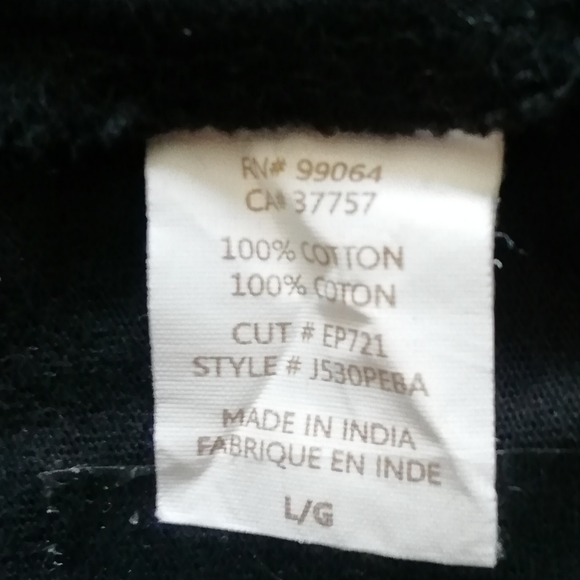 RN# 99064
CA# 37757
100% COTTON
100% COTON
CUT # EP721
STYLE # J530PEBA
MADE IN INDIA
FABRIQUE EN INDE
L/G